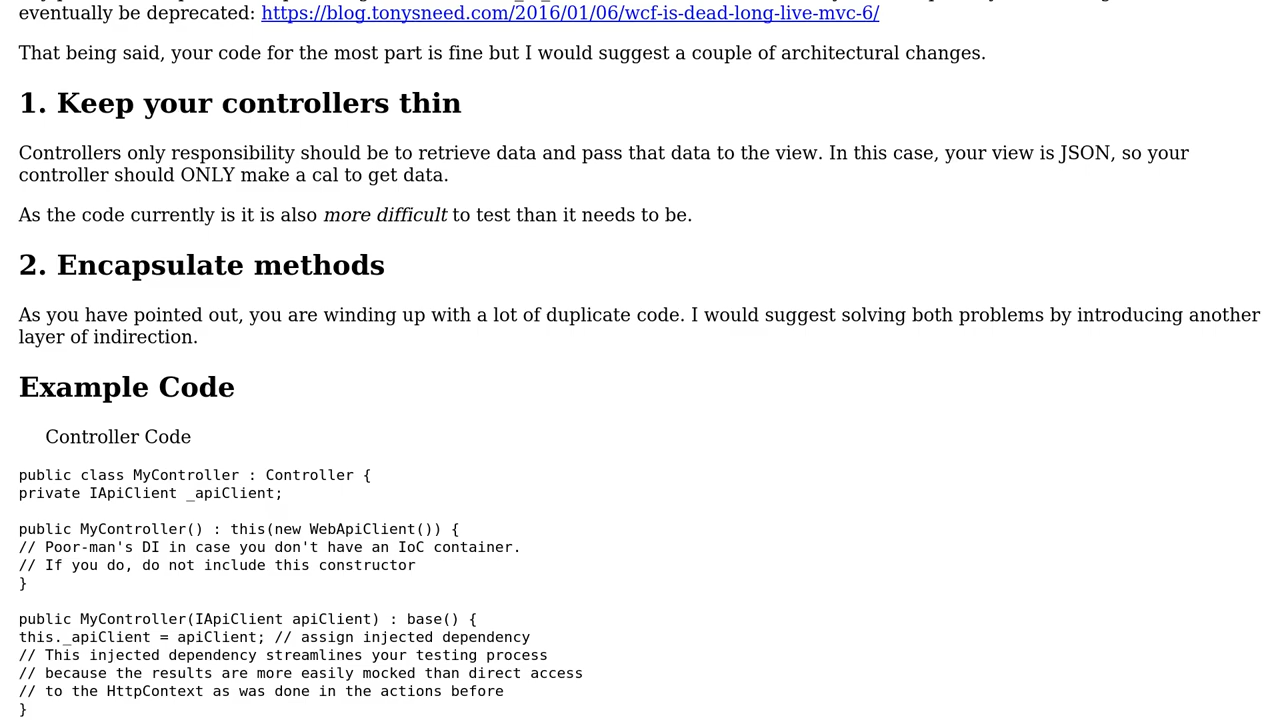 eventually be deprecated: https://blog.tonysneed.com/2016/01/06/wcf-is-dead-long-live-mvc-6/
That being said, your code for the most part is fine but I would suggest a couple of architectural changes.
1. Keep your controllers thin
Controllers only responsibility should be to retrieve data and pass that data to the view. In this case, your view is JSON, so your
controller should ONLY make a cal to get data.
As the code currently is it is also more difficult to test than it needs to be.
2. Encapsulate methods
As you have pointed out, you are winding up with a lot of duplicate code. I would suggest solving both problems by introducing another
layer of indirection.
Example Code
Controller Code
public class MyController : Controller {
private IApiClient _apiClient;
public MyController() : this(new WebApiClient()) {
// Poor-man's DI in case you don't have an IoC container.
// If you do, do not include this constructor
}
public MyController(IApiClient apiClient) : base() {
this._apiClient = apiClient; // assign injected dependency
// This injected dependency streamlines your testing process
// because the results are more easily mocked than direct access
// to the HttpContext as was done in the actions before
}